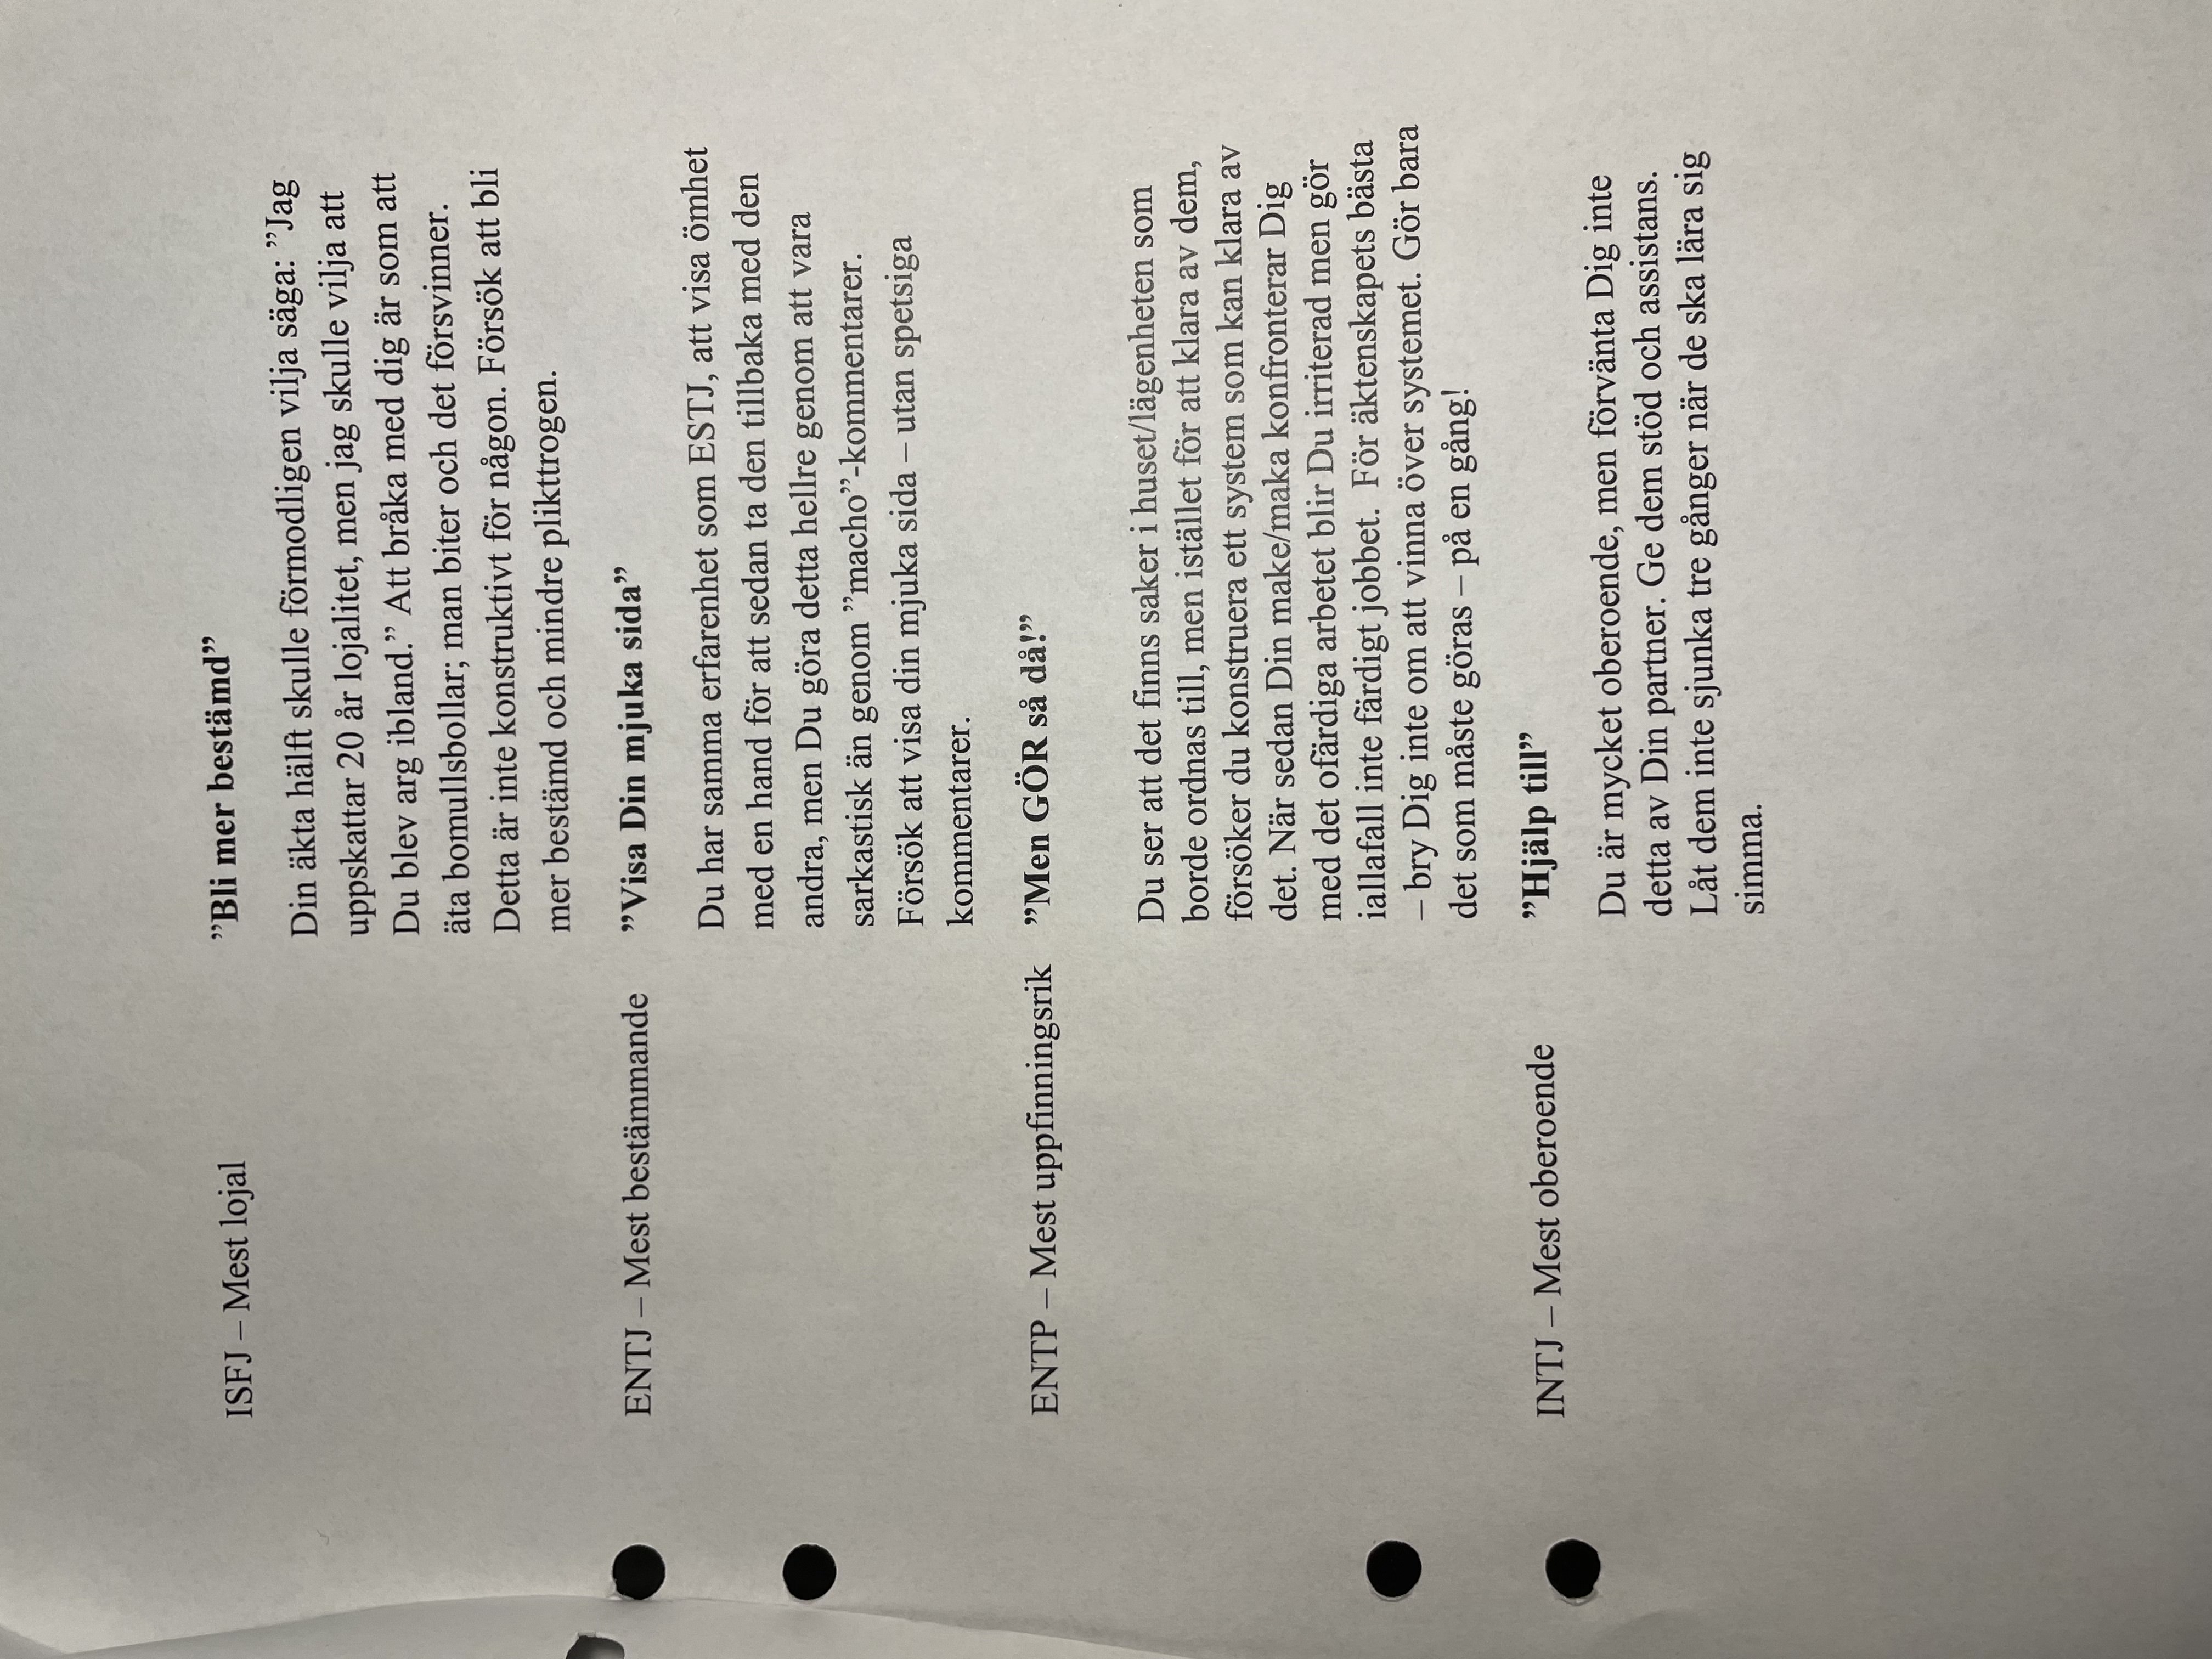 ISFJ – Mest lojal ”Bli mer bestämd”
Din äkta hälft skulle förmodligen vilja säga: ”Jag
uppskattar 20 år lojalitet, men jag skulle vilja att
Du blev arg ibland.” Att bråka med dig är som att
äta bomullsbollar; man biter och det försvinner.
Detta är inte konstruktivt för någon. Försök att bli
mer bestämd och mindre plikttrogen.
ENTJ – Mest bestämmande ”Visa Din mjuka sida”
Du har samma erfarenhet som ESTJ, att visa ömhet
med en hand för att sedan ta den tillbaka med den
andra, men Du göra detta hellre genom att vara
sarkastisk än genom ”macho”-kommentarer.
Försök att visa din mjuka sida – utan spetsiga
kommentarer.
ENTP – Mest uppfinningsrik ”Men GÖR så då!”
Du ser att det finns saker i huset/lägenheten som
borde ordnas till, men istället för att klara av dem,
försöker du konstruera ett system som kan klara av
det. När sedan Din make/maka konfronterar Dig
med det ofärdiga arbetet blir Du irriterad men gör
iallafall inte färdigt jobbet.  För äktenskapets bästa
– bry Dig inte om att vinna över systemet. Gör bara
det som måste göras – på en gång!
INTJ – Mest oberoende ”Hjälp till”
Du är mycket oberoende, men förvänta Dig inte
detta av Din partner. Ge dem stöd och assistans.
Låt dem inte sjunka tre gånger när de ska lära sig
simma.